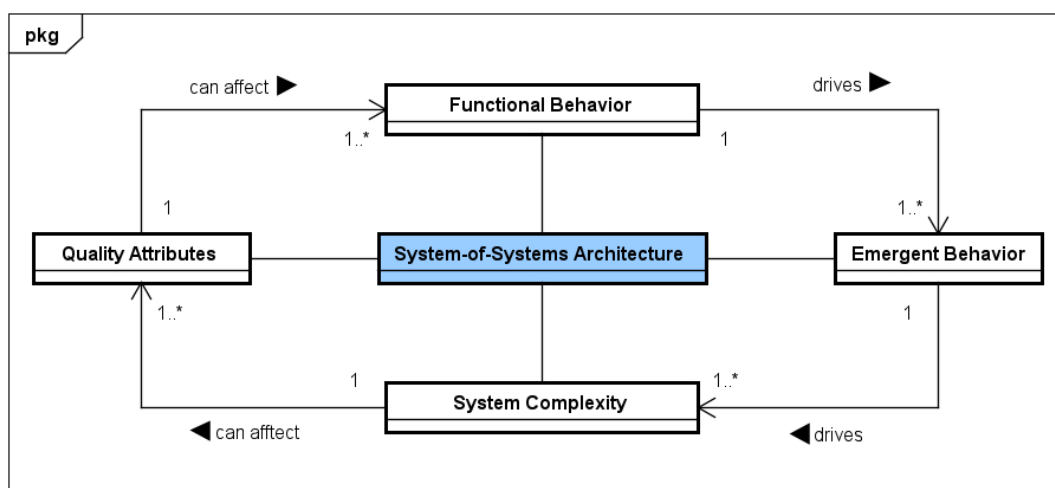 pkg
can affect
Functional Behavior
drives
1..*
1
1
1..*
Quality Attributes
System-of-Systems Architecture
Emergent Behavior
1..*
1
1
1..*
System Complexity
can afftect
drives